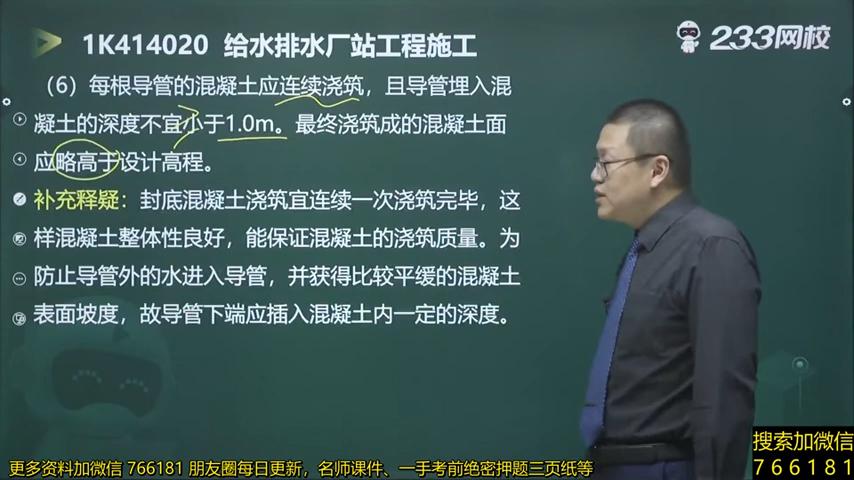 1K414020 给水排水厂站工程施工
233网校
（6）每根导管的混凝土应连续浇筑，且导管埋入混
凝土的深度不宜小于1.0m。最终浇筑成的混凝土面
应略高于设计高程。
补充释疑：封底混凝土浇筑宜连续一次浇筑完毕，这
样混凝土整体性良好，能保证混凝土的浇筑质量。为
防止导管外的水进入导管，并获得比较平缓的混凝土
表面坡度，故导管下端应插入混凝土内一定的深度。
搜索加微信
766181
更多资料加微信 766181 朋友圈每日更新，名师课件、一手考前绝密押题三页纸等